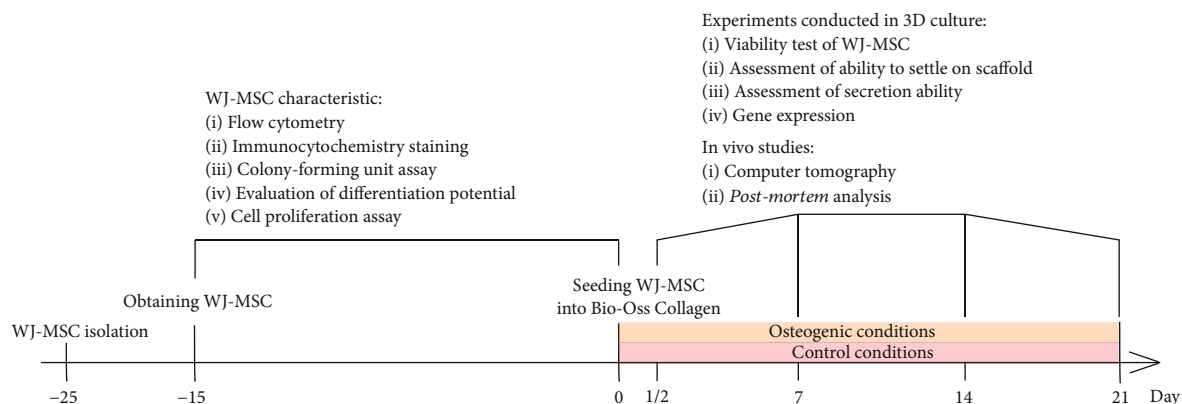 Experiments conducted in 3D culture:
(i) Viability test of WJ-MSC
(ii) Assessment of ability to settle on scaffold
(iii) Assessment of secretion ability
(iv) Gene expression
In vivo studies:
(i) Computer tomography
(ii) Post-mortem analysis
WJ-MSC characteristic:
(i) Flow cytometry
(ii) Immunocytochemistry staining
(iii) Colony-forming unit assay
(iv) Evaluation of differentiation potential
(v) Cell proliferation assay
Obtaining WJ-MSC
Seeding WJ-MSC
into Bio-Oss Collagen
WJ-MSC isolation
Osteogenic conditions
Control conditions
−25 −15 0 1/2 7 14 21 Day